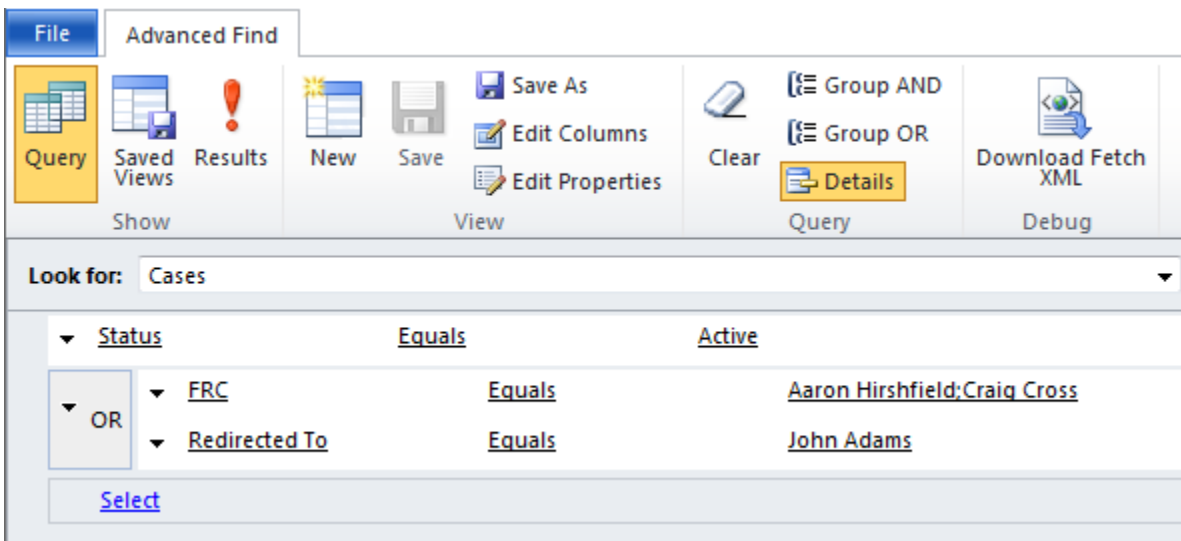 File Advanced Find
Save As Group AND
Edit Columns Group OR
Query Saved Views Results New Save Clear Download Fetch XML
Edit Properties Details
Show View Query Debug
Look for: Cases
Status Equals Active
FRC Equals Aaron Hirshfield;Craig Cross
OR
Redirected To Equals John Adams
Select